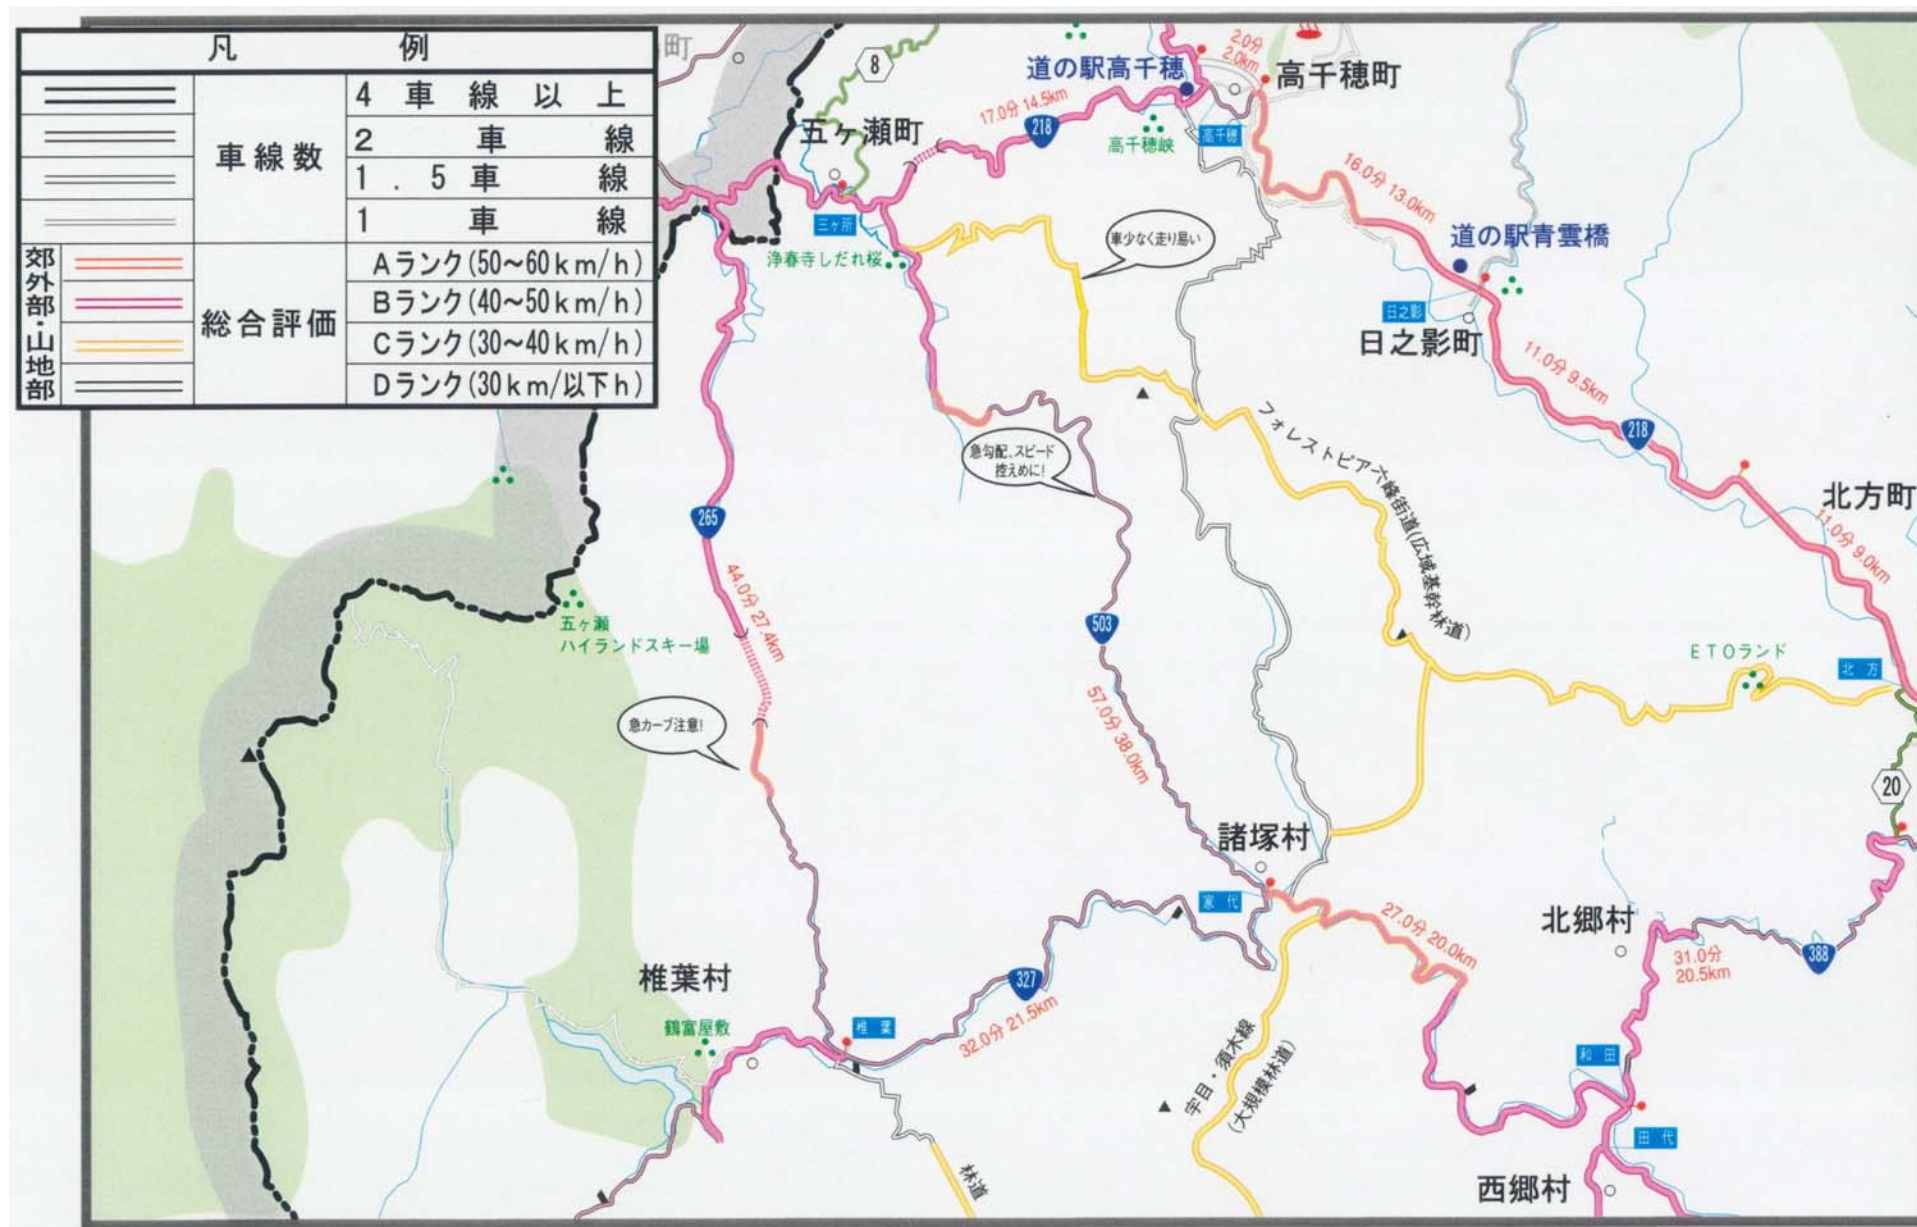 凡 例
車線数
4 車 線 以 上
2 車 線
1 . 5 車 線
1 車 線
郊外部・山地部
総合評価
Aランク(50~60km/h)
Bランク(40~50km/h)
Cランク(30~40km/h)
Dランク(30km/以下h)
町
8
2.0分
2.0km
道の駅高千穂
高千穂町
17.0分 14.5km
五ヶ瀬町
218
高千穂峡
高千穂
三ヶ所
浄春寺しだれ桜
車少なく走り易い
16.0分 13.0km
道の駅青雲橋
日之影
日之影町
11.0分 9.5km
218
急勾配、スピード
控えめに!
フォレストピア六峰街道(広域基幹林道)
北方町
11.0分 9.0km
265
44.0分 27.4km
五ヶ瀬
ハイランドスキー場
503
57.0分 38.0km
ETOランド
北 方
急カーブ注意!
20
諸塚村
家 代
27.0分 20.0km
北郷村
31.0分
20.5km
388
椎葉村
鶴富屋敷
椎 葉
327
32.0分 21.5km
宇目・須木線
(大規模林道)
和 田
田 代
林道
西郷村